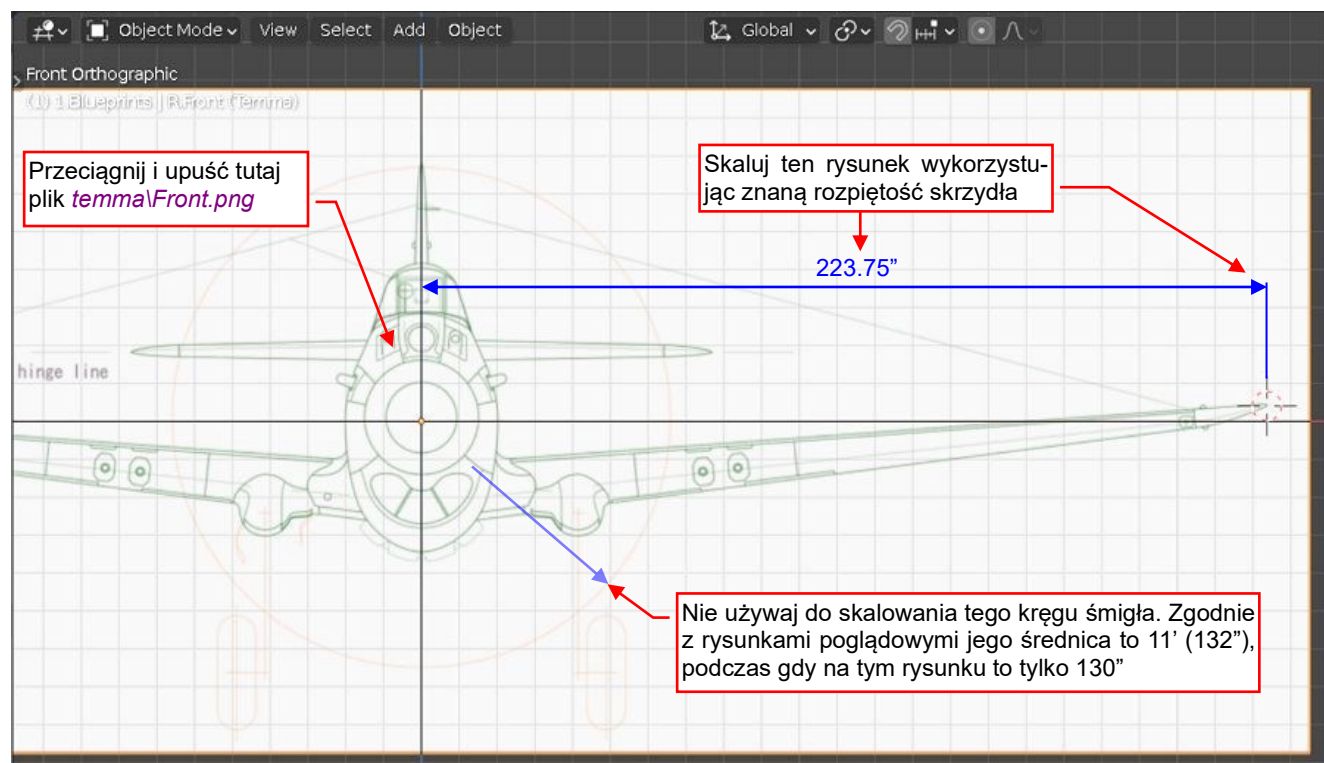 Object Mode View Select Add Object Global
Front Orthographic
(1) 1 Blueprints | R.Front (Temma)
Przeciągnij i upuść tutaj
plik temma\Front.png
Skaluj ten rysunek wykorzystu-
jąc znaną rozpiętość skrzydła
223.75”
hinge line
Nie używaj do skalowania tego kręgu śmigła. Zgodnie
z rysunkami poglądowymi jego średnica to 11’ (132”),
podczas gdy na tym rysunku to tylko 130”